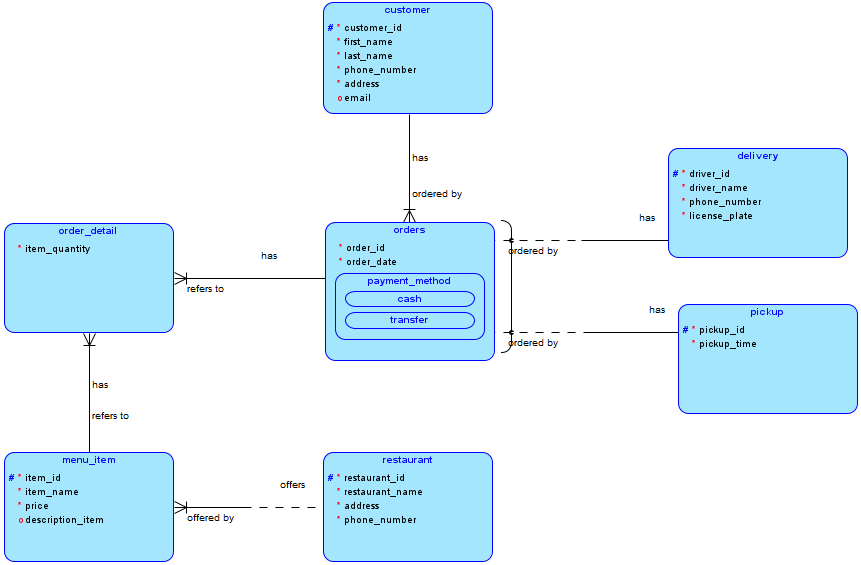 customer
# * customer_id
* first_name
* last_name
* phone_number
* address
o email
has
ordered by
delivery
# * driver_id
* driver_name
* phone_number
* license_plate
has
ordered by
orders
* order_id
* order_date
payment_method
cash
transfer
order_detail
* item_quantity
has
refers to
has
ordered by
pickup
# * pickup_id
* pickup_time
has
refers to
menu_item
# * item_id
* item_name
* price
o description_item
offers
offered by
restaurant
# * restaurant_id
* restaurant_name
* address
* phone_number